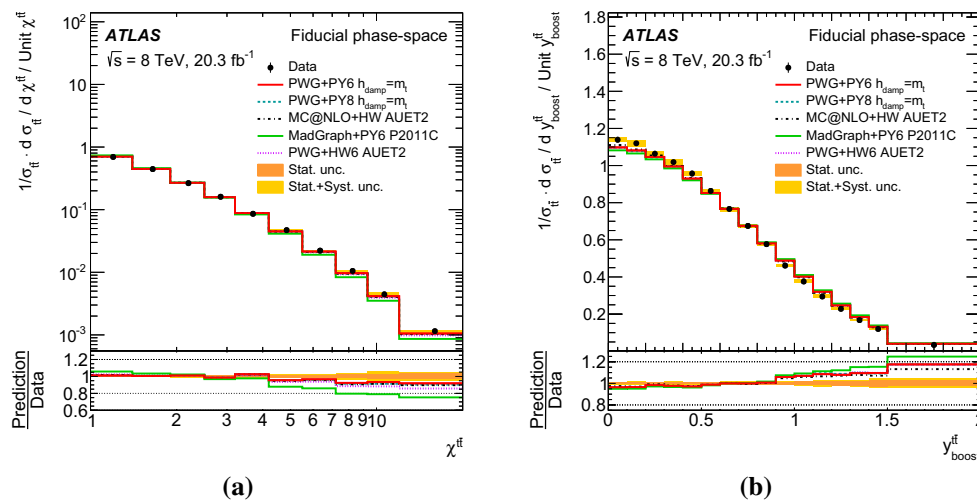 ATLAS Fiducial phase-space
√s = 8 TeV, 20.3 fb⁻¹
Data
PWG+PY6 h_damp=m_t
PWG+PY8 h_damp=m_t
MC@NLO+HW AUET2
MadGraph+PY6 P2011C
PWG+HW6 AUET2
Stat. unc.
Stat.+Syst. unc.
1/σ_tt̄ · d σ_tt̄ / d χ^tt̄ / Unit χ^tt̄
10²
10
1
10⁻¹
10⁻²
10⁻³
Prediction
Data
1.2
1
0.8
0.6
1 2 3 4 5 6 7 8 910
χ^tt̄
(a)
ATLAS Fiducial phase-space
√s = 8 TeV, 20.3 fb⁻¹
Data
PWG+PY6 h_damp=m_t
PWG+PY8 h_damp=m_t
MC@NLO+HW AUET2
MadGraph+PY6 P2011C
PWG+HW6 AUET2
Stat. unc.
Stat.+Syst. unc.
1/σ_tt̄ · d σ_tt̄ / d y_boost^tt̄ / Unit y_boost^tt̄
1.8
1.6
1.4
1.2
1
0.8
0.6
0.4
0.2
Prediction
Data
1.2
1
0.8
0 0.5 1 1.5 2
y_boost^tt̄
(b)